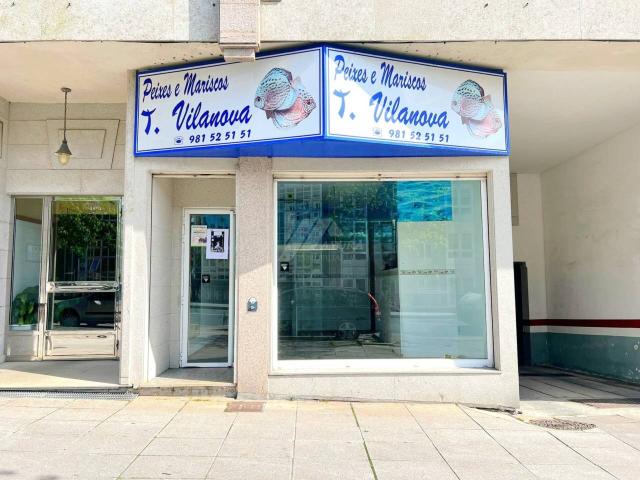 Peixes e Mariscos
T. Vilanova
981 52 51 51
Peixes e Mariscos
T. Vilanova
981 52 51 51